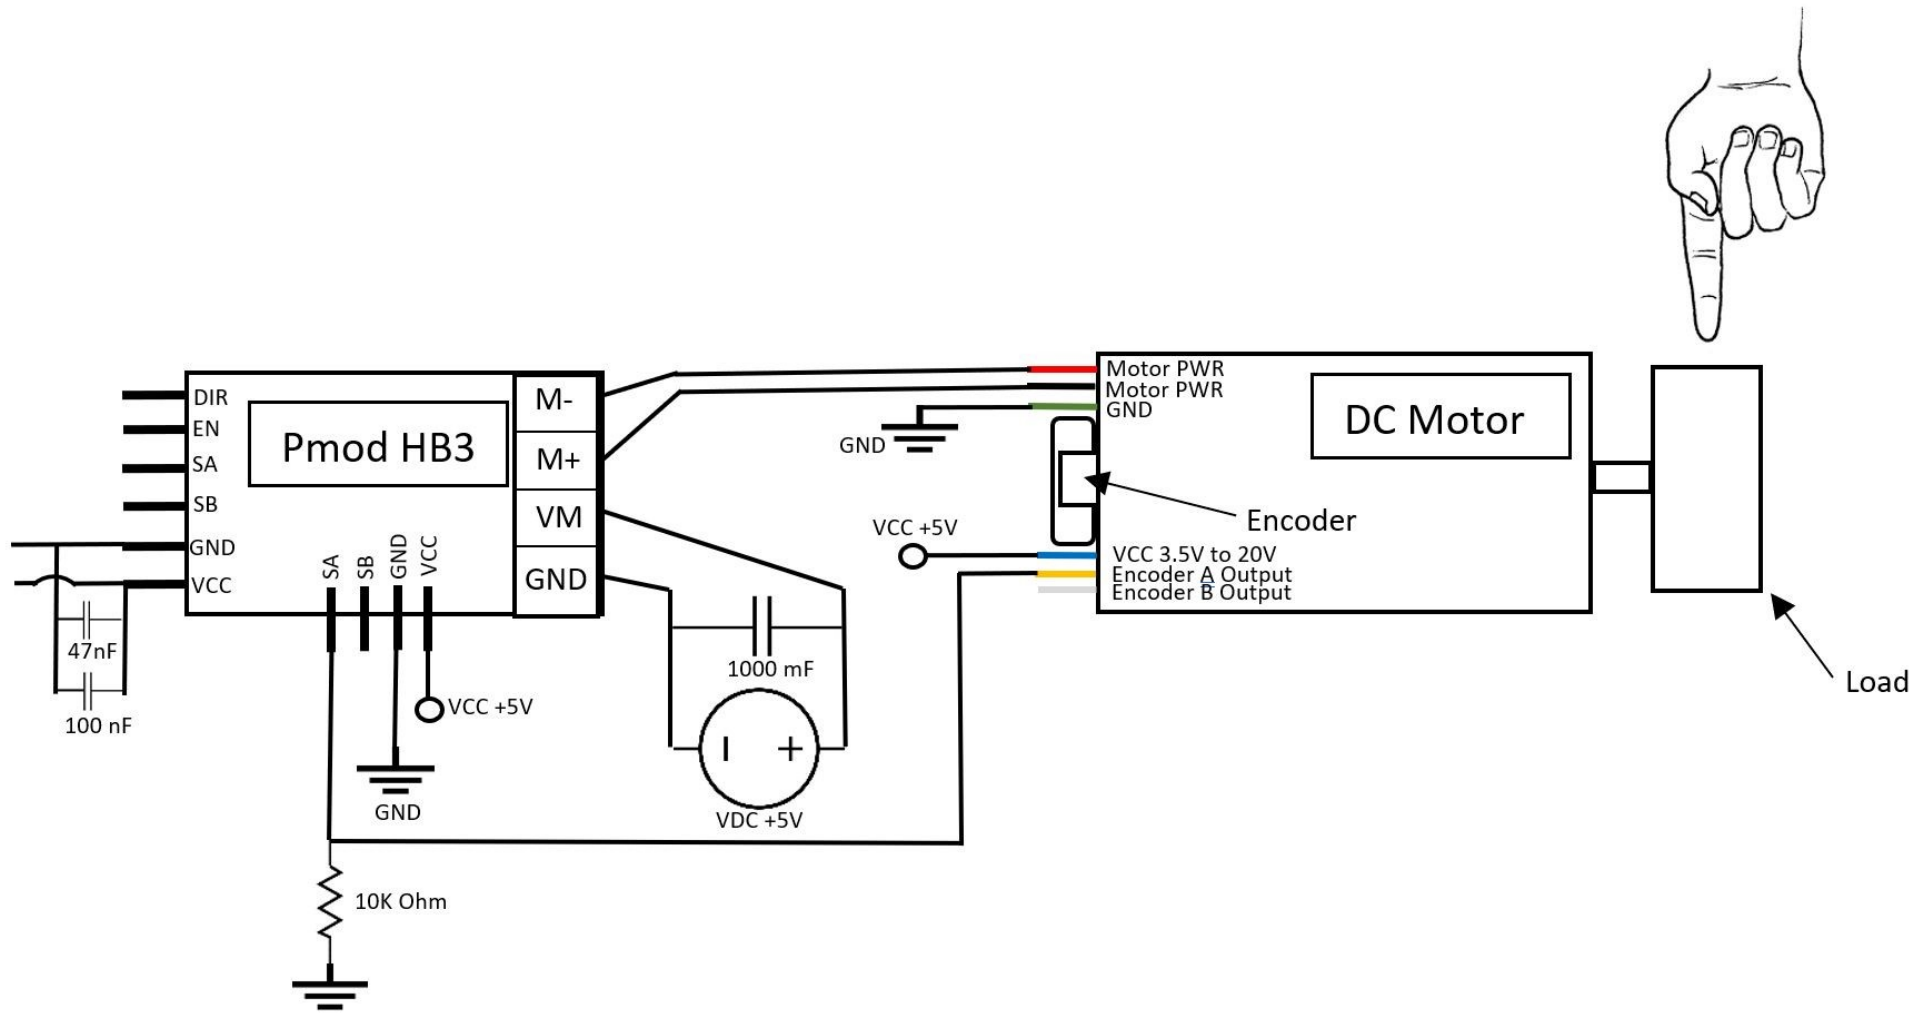 DIR
EN
SA
SB
GND
VCC
Pmod HB3
M-
M+
VM
GND
SA
SB
GND
VCC
47nF
100 nF
VCC +5V
GND
10K Ohm
1000 mF
VDC +5V
GND
VCC +5V
Motor PWR
Motor PWR
GND
DC Motor
Encoder
VCC 3.5V to 20V
Encoder A Output
Encoder B Output
Load